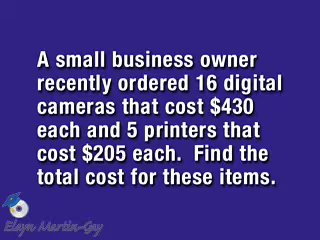 A small business owner
recently ordered 16 digital
cameras that cost $430
each and 5 printers that
cost $205 each.  Find the
total cost for these items.
Elayn Martin-Gay